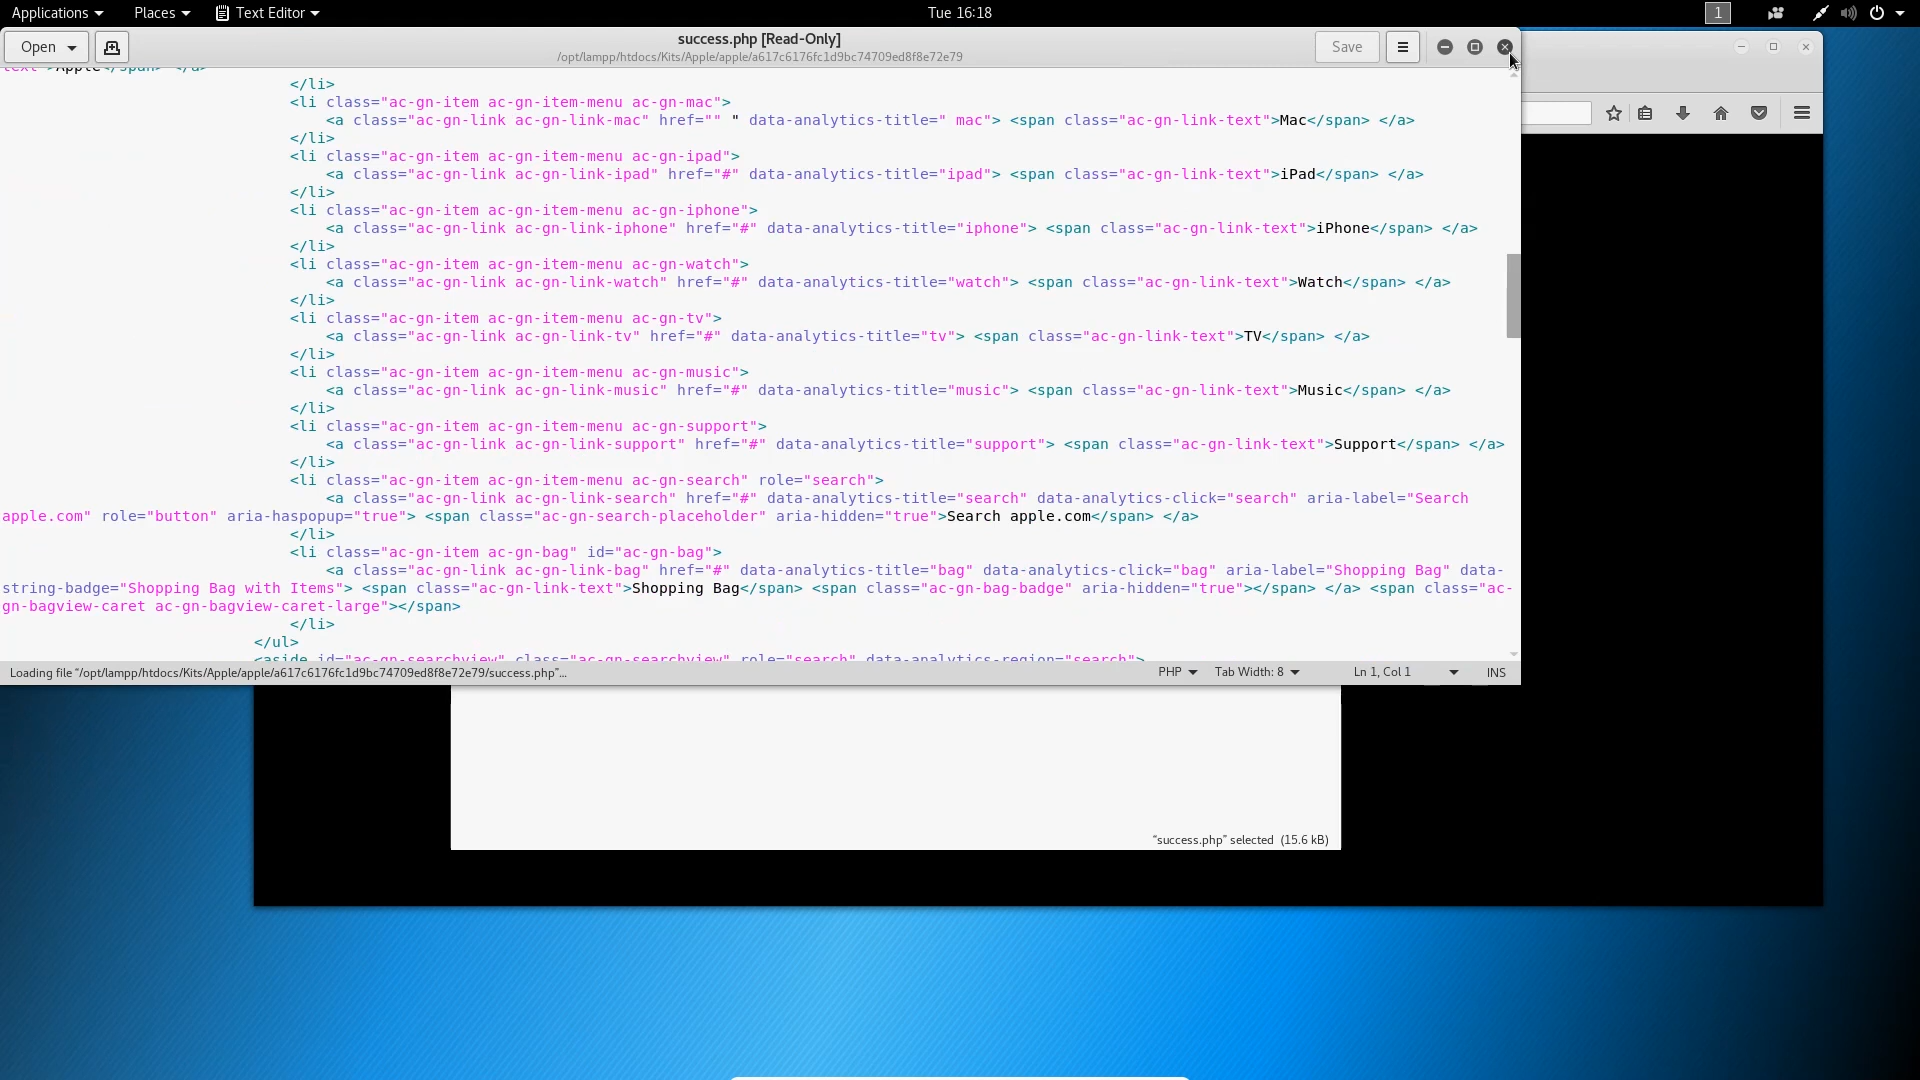 Applications Places Text Editor Tue 16:18 1
Open success.php [Read-Only] Save
/opt/lampp/htdocs/Kits/Apple/apple/a617c6176fc1d9bc74709ed8f8e72e79
text">Apple</span> </a>
</li>
<li class="ac-gn-item ac-gn-item-menu ac-gn-mac">
<a class="ac-gn-link ac-gn-link-mac" href="" " data-analytics-title=" mac"> <span class="ac-gn-link-text">Mac</span> </a>
</li>
<li class="ac-gn-item ac-gn-item-menu ac-gn-ipad">
<a class="ac-gn-link ac-gn-link-ipad" href="#" data-analytics-title="ipad"> <span class="ac-gn-link-text">iPad</span> </a>
</li>
<li class="ac-gn-item ac-gn-item-menu ac-gn-iphone">
<a class="ac-gn-link ac-gn-link-iphone" href="#" data-analytics-title="iphone"> <span class="ac-gn-link-text">iPhone</span> </a>
</li>
<li class="ac-gn-item ac-gn-item-menu ac-gn-watch">
<a class="ac-gn-link ac-gn-link-watch" href="#" data-analytics-title="watch"> <span class="ac-gn-link-text">Watch</span> </a>
</li>
<li class="ac-gn-item ac-gn-item-menu ac-gn-tv">
<a class="ac-gn-link ac-gn-link-tv" href="#" data-analytics-title="tv"> <span class="ac-gn-link-text">TV</span> </a>
</li>
<li class="ac-gn-item ac-gn-item-menu ac-gn-music">
<a class="ac-gn-link ac-gn-link-music" href="#" data-analytics-title="music"> <span class="ac-gn-link-text">Music</span> </a>
</li>
<li class="ac-gn-item ac-gn-item-menu ac-gn-support">
<a class="ac-gn-link ac-gn-link-support" href="#" data-analytics-title="support"> <span class="ac-gn-link-text">Support</span> </a>
</li>
<li class="ac-gn-item ac-gn-item-menu ac-gn-search" role="search">
<a class="ac-gn-link ac-gn-link-search" href="#" data-analytics-title="search" data-analytics-click="search" aria-label="Search
apple.com" role="button" aria-haspopup="true"> <span class="ac-gn-search-placeholder" aria-hidden="true">Search apple.com</span> </a>
</li>
<li class="ac-gn-item ac-gn-bag" id="ac-gn-bag">
<a class="ac-gn-link ac-gn-link-bag" href="#" data-analytics-title="bag" data-analytics-click="bag" aria-label="Shopping Bag" data-
string-badge="Shopping Bag with Items"> <span class="ac-gn-link-text">Shopping Bag</span> <span class="ac-gn-bag-badge" aria-hidden="true"></span> </a> <span class="ac-
gn-bagview-caret ac-gn-bagview-caret-large"></span>
</li>
</ul>
<aside id="ac-gn-searchview" class="ac-gn-searchview" role="search" data-analytics-region="search">
Loading file “/opt/lampp/htdocs/Kits/Apple/apple/a617c6176fc1d9bc74709ed8f8e72e79/success.php”… PHP Tab Width: 8 Ln 1, Col 1 INS
“success.php” selected (15.6 kB)